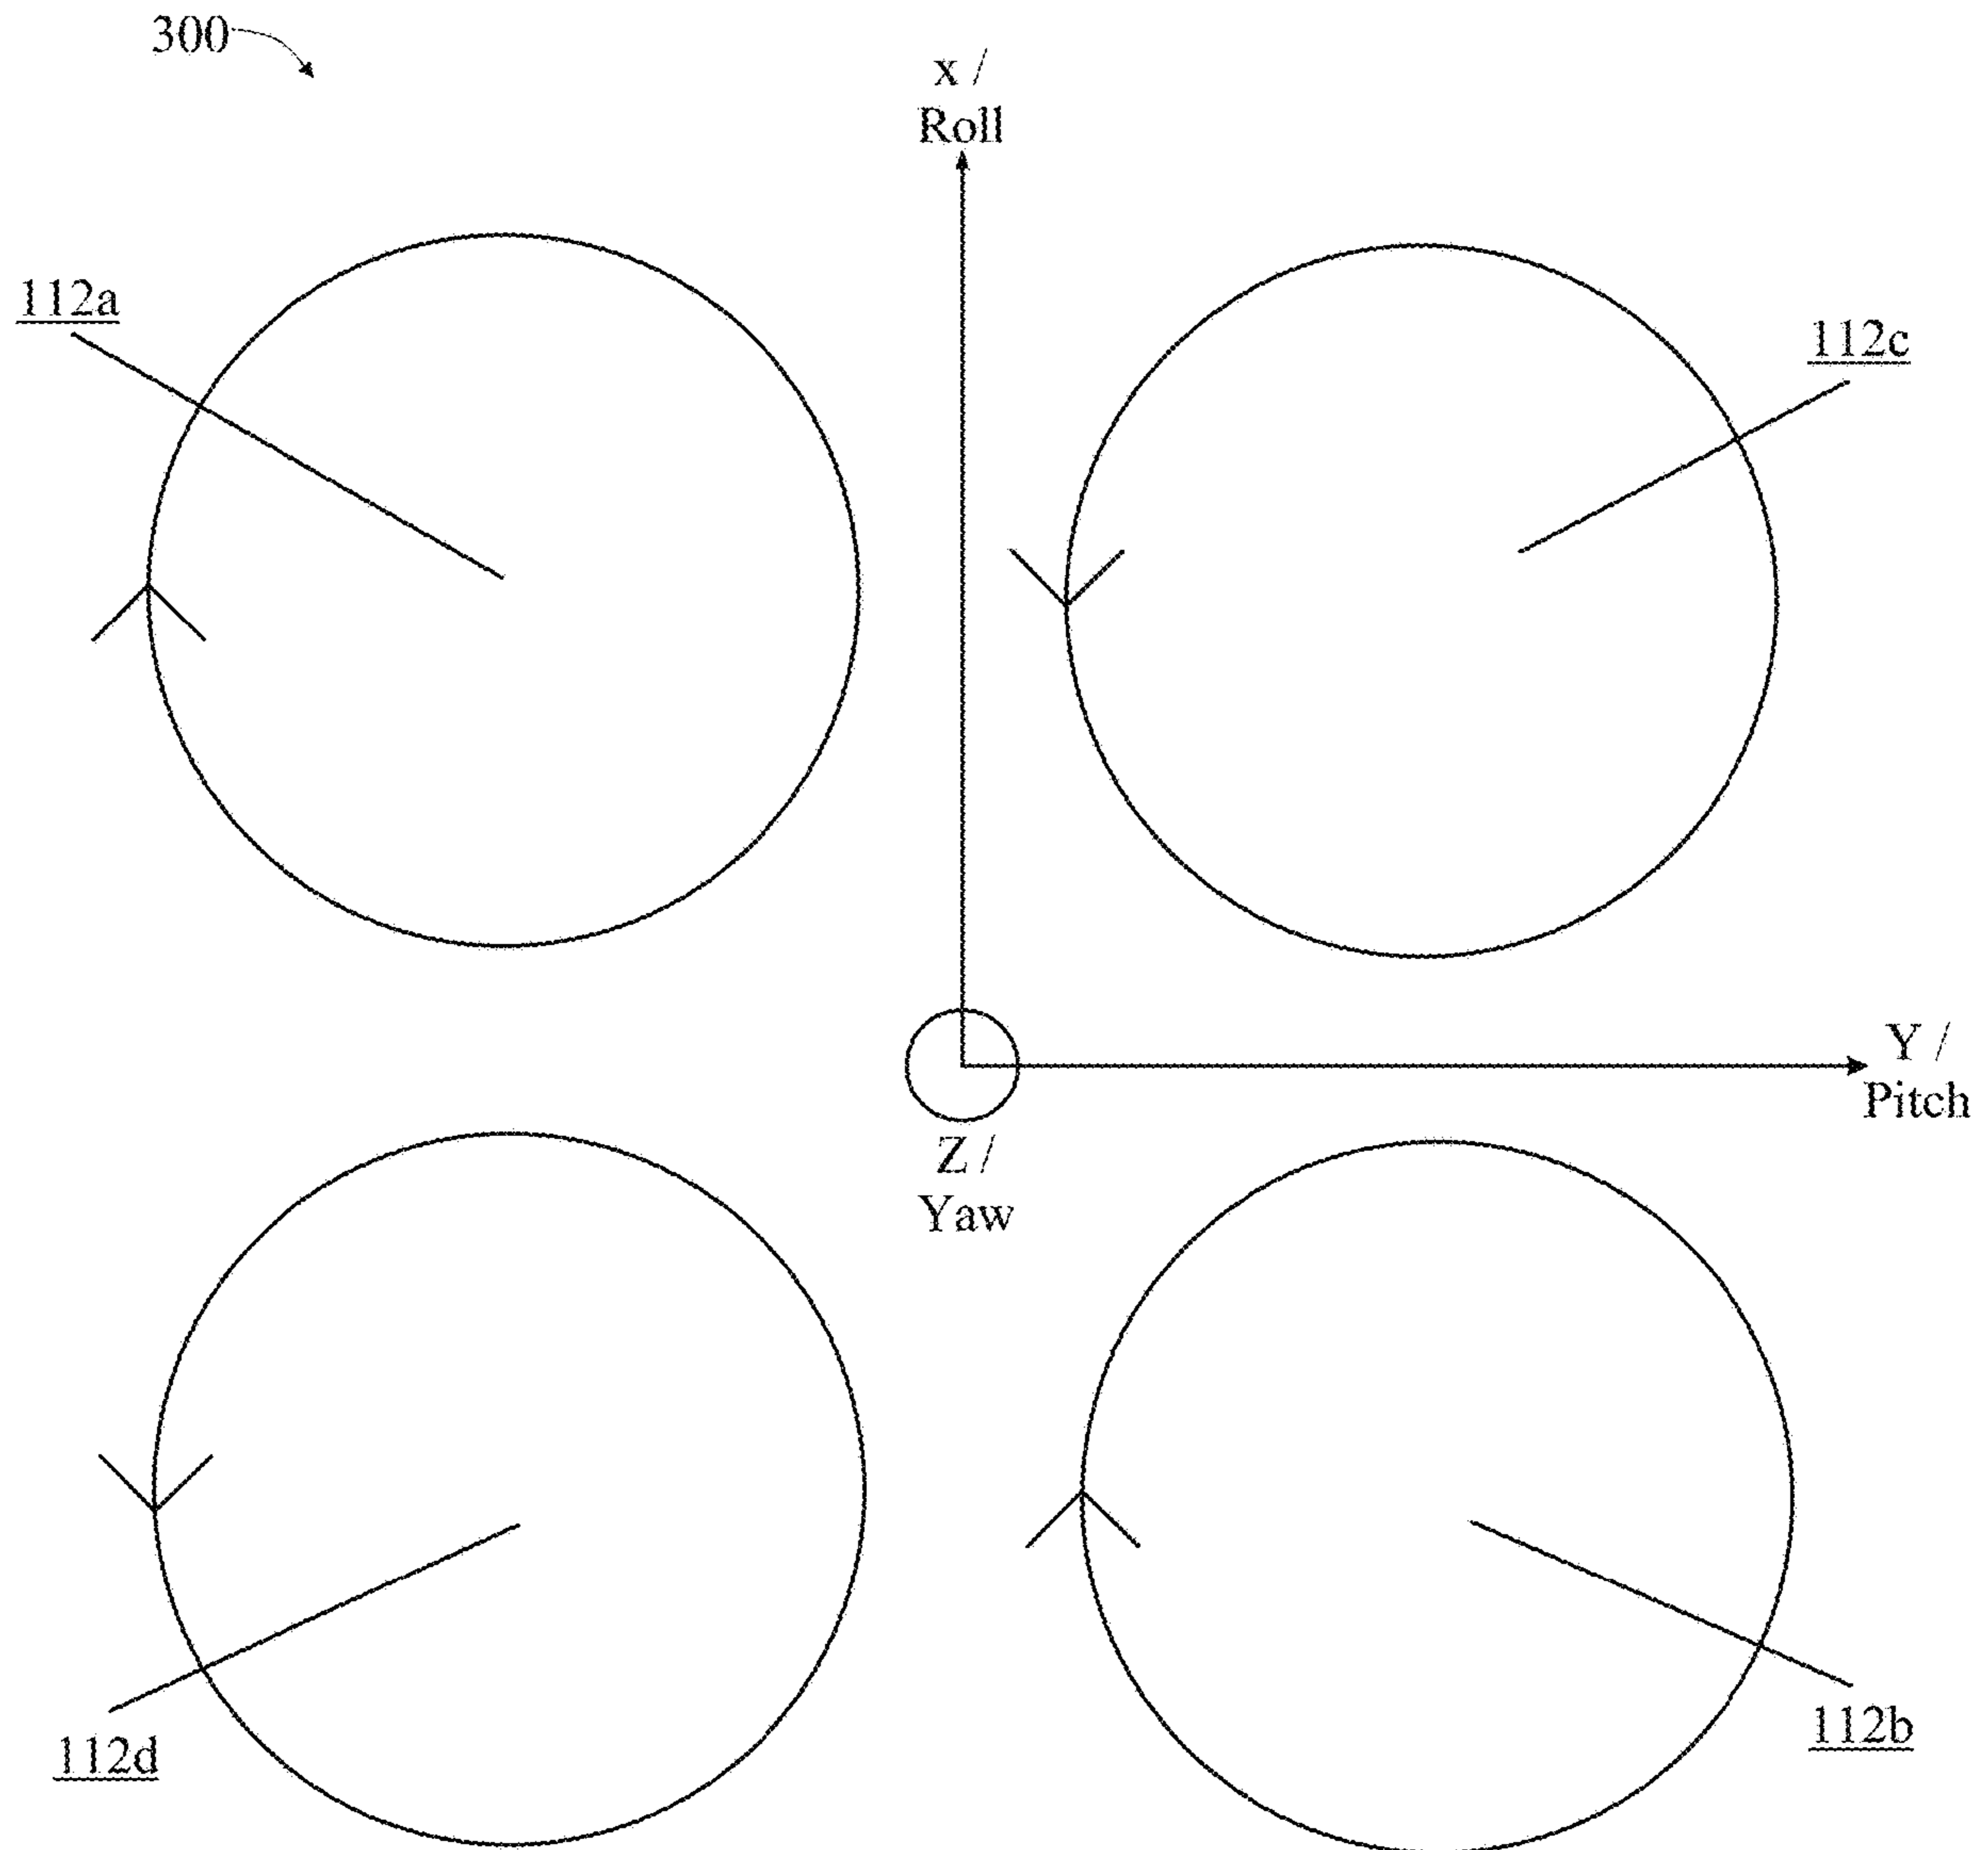 300
x /
Roll
112a
112c
Y /
Pitch
Z /
Yaw
112d
112b